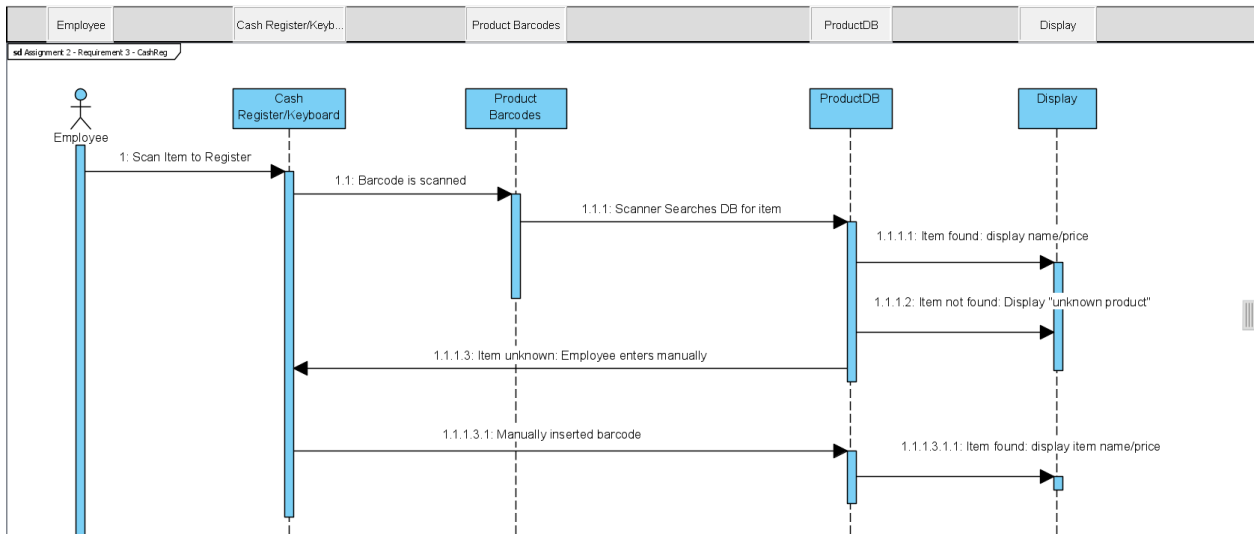 Employee
Cash Register/Keyb...
Product Barcodes
ProductDB
Display
sd Assignment 2 - Requirement 3 - CashReg
Employee
Cash
Register/Keyboard
Product
Barcodes
ProductDB
Display
1: Scan Item to Register
1.1: Barcode is scanned
1.1.1: Scanner Searches DB for item
1.1.1.1: Item found: display name/price
1.1.1.2: Item not found: Display "unknown product"
1.1.1.3: Item unknown: Employee enters manually
1.1.1.3.1: Manually inserted barcode
1.1.1.3.1.1: Item found: display item name/price